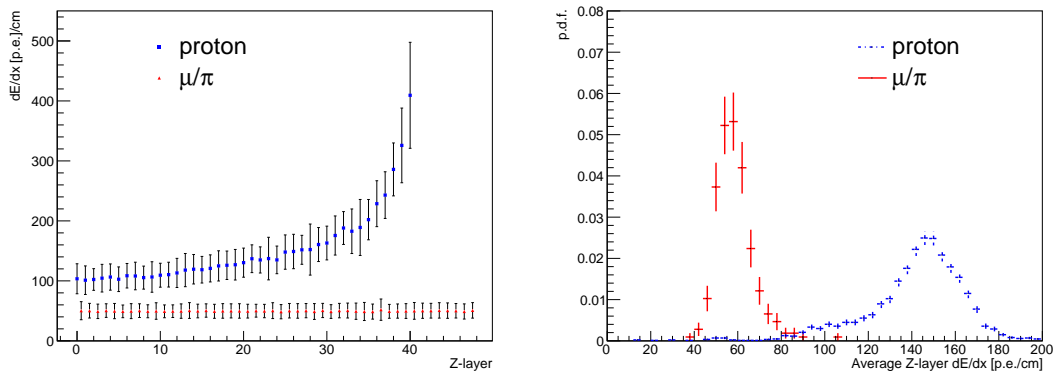 dE/dx [p.e.]/cm
500
400
300
200
100
0
proton
μ/π
0 10 20 30 40
Z-layer
p.d.f.
0.08
0.07
0.06
0.05
0.04
0.03
0.02
0.01
0
proton
μ/π
0 20 40 60 80 100 120 140 160 180 200
Average Z-layer dE/dx [p.e./cm]